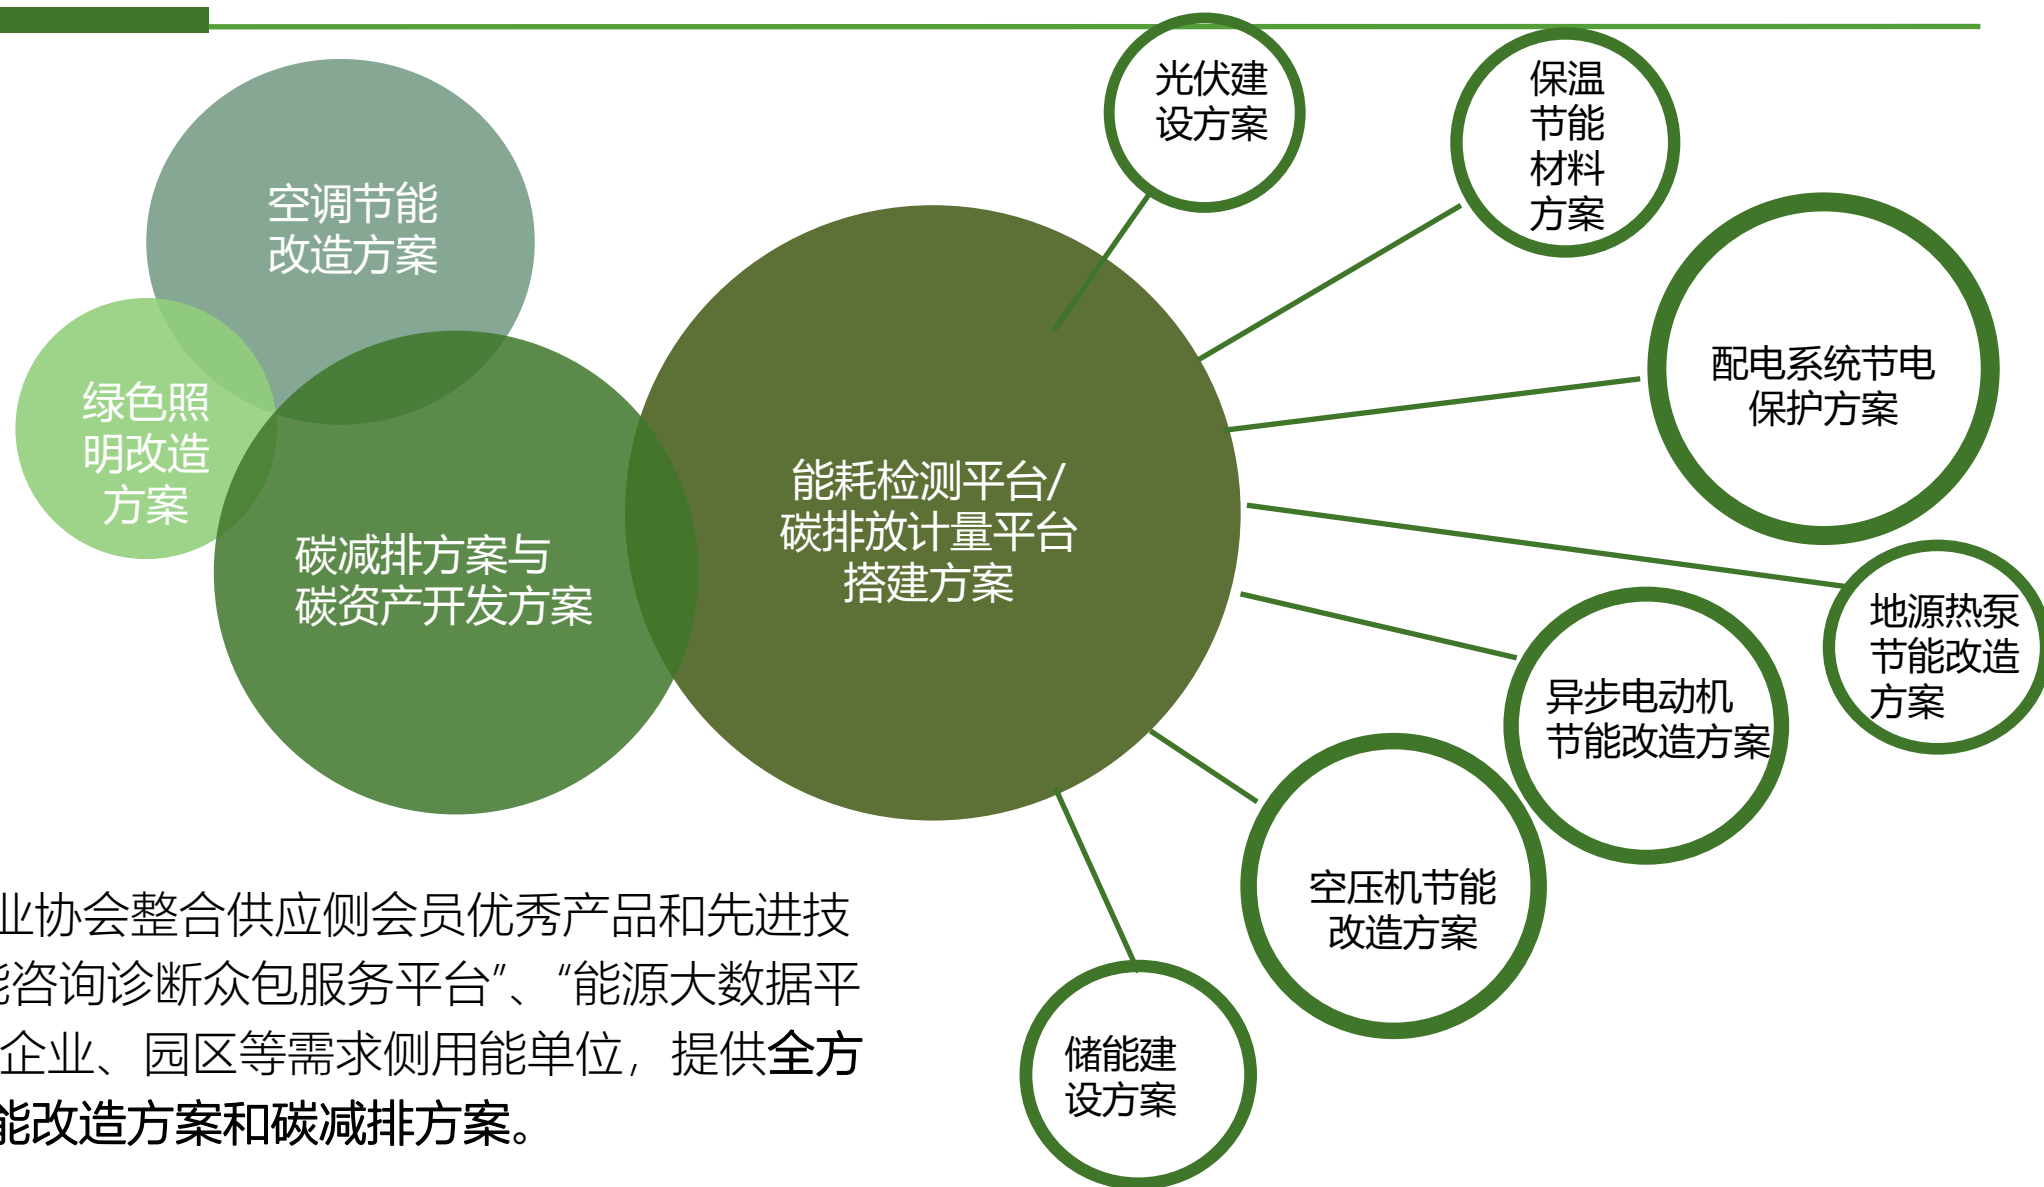 光伏建
设方案
保温
节能
材料
方案
空调节能
改造方案
配电系统节电
保护方案
绿色照
明改造
方案
能耗检测平台/
碳排放计量平台
搭建方案
碳减排方案与
碳资产开发方案
地源热泵
节能改造
方案
异步电动机
节能改造方案
空压机节能
改造方案
储能建
设方案
业协会整合供应侧会员优秀产品和先进技
能咨询诊断众包服务平台”、“能源大数据平
企业、园区等需求侧用能单位，提供全方
能改造方案和碳减排方案。